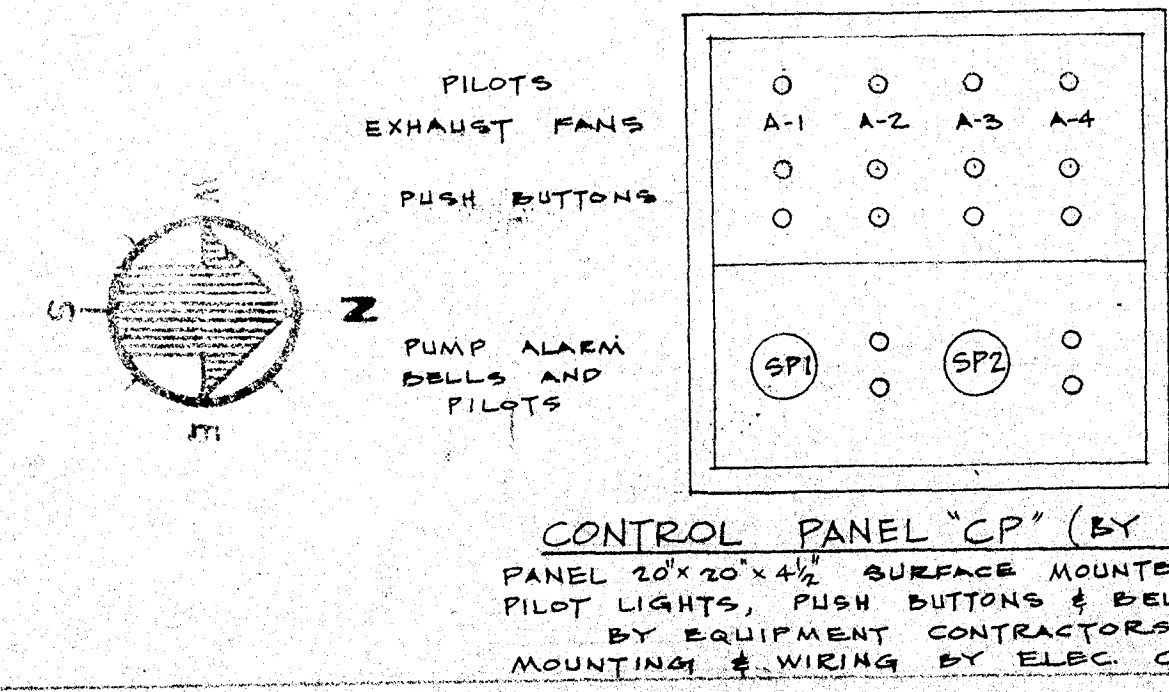 PILOTS
EXHAUST FANS
PUSH BUTTONS
A-1 A-2 A-3 A-4
W
S
N
E
PUMP ALARM
BELLS AND
PILOTS
SP1 SP2
CONTROL PANEL "CP" (BY
PANEL 20"x 20"x 4½" SURFACE MOUNTE
PILOT LIGHTS, PUSH BUTTONS & BEL
BY EQUIPMENT CONTRACTORS
MOUNTING & WIRING BY ELEC. C